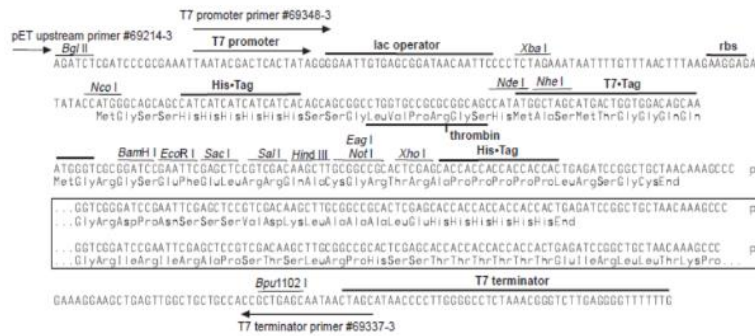 T7 promoter primer #69348-3
pET upstream primer #69214-3
Bgl II T7 promoter lac operator Xba I rbs
AGATCTCGATCCCGCGAAATTAATACGACTCACTATAGGGGAATTGTGAGCGGATAACAATTCCCCTCTAGAAATAATTTTGTTTAACTTTAAGAAGGAGA
Nco I His•Tag Nde I Nhe I T7•Tag
TATACCATGGGCAGCAGCCATCATCATCATCATCACAGCAGCGGCCTGGTGCCGCGCGGCAGCCATATGGCTAGCATGACTGGTGGACAGCAA
MetGlySerSerHisHisHisHisHisHisSerSerGlyLeuValProArgGlySerHisMetAlaSerMetThrGlyGlyGlnGln
thrombin
BamH I EcoR I Sac I Sal I Hind III Eag I Not I Xho I His•Tag
ATGGGTCGCGGATCCGAATTCGAGCTCCGTCGACAAGCTTGCGGCCGCACTCGAGCACCACCACCACCACCACTGAGATCCGGCTGCTAACAAAGCCC p
MetGlyArgGlySerGluPheGluLeuArgArgGlnAlaCysGlyArgThrArgAlaProProProProProLeuArgSerGlyCysEnd
...GGTCGGGATCCGAATTCGAGCTCCGTCGACAAGCTTGCGGCCGCACTCGAGCACCACCACCACCACCACTGAGATCCGGCTGCTAACAAAGCCC p
...GlyArgAspProAsnSerSerSerValAspLysLeuAlaAlaAlaLeuGluHisHisHisHisHisHisEnd
...GGTCGGATCCGAATTCGAGCTCCGTCGACAAGCTTGCGGCCGCACTCGAGCACCACCACCACCACCACTGAGATCCGGCTGCTAACAAAGCCC p
...GlyArgIleArgIleArgAlaProSerThrSerLeuArgProHisSerSerThrThrThrThrThrThrGluIleArgLeuLeuThrLysPro...
Bpu1102 I T7 terminator
GAAAGGAAGCTGAGTTGGCTGCTGCCACCGCTGAGCAATAACTAGCATAACCCCTTGGGGCCTCTAAACGGGTCTTGAGGGGTTTTTTG
T7 terminator primer #69337-3